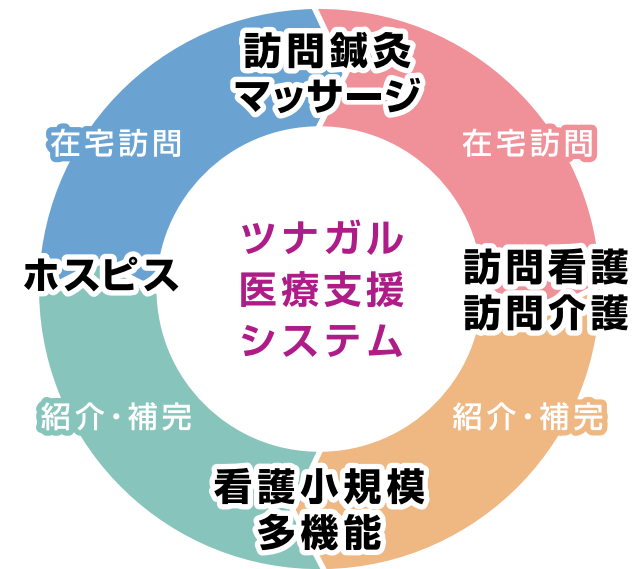 訪問鍼灸
マッサージ
在宅訪問
在宅訪問
ツナガル
医療支援
システム
ホスピス
訪問看護
訪問介護
紹介・補完
紹介・補完
看護小規模
多機能